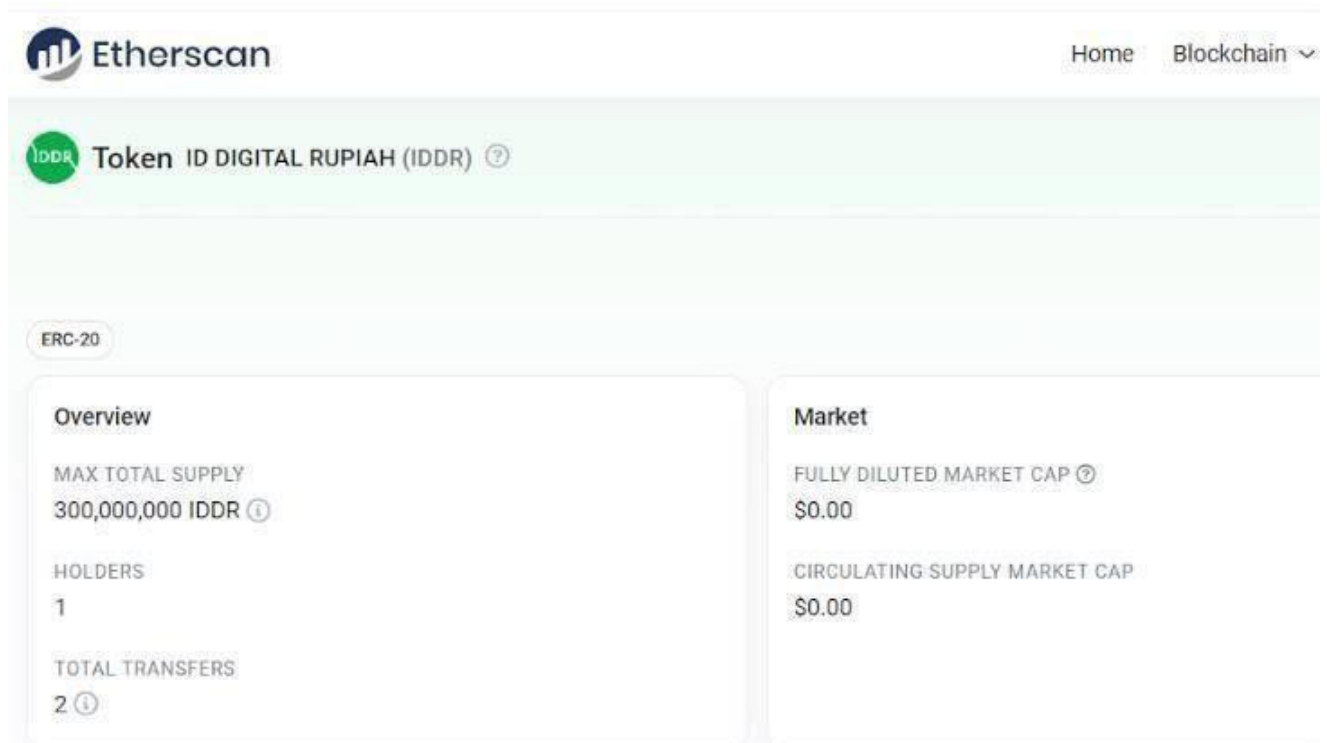 Etherscan
Home Blockchain
IDDR Token ID DIGITAL RUPIAH (IDDR)
ERC-20
Overview
MAX TOTAL SUPPLY
300,000,000 IDDR
HOLDERS
1
TOTAL TRANSFERS
2
Market
FULLY DILUTED MARKET CAP
$0.00
CIRCULATING SUPPLY MARKET CAP
$0.00